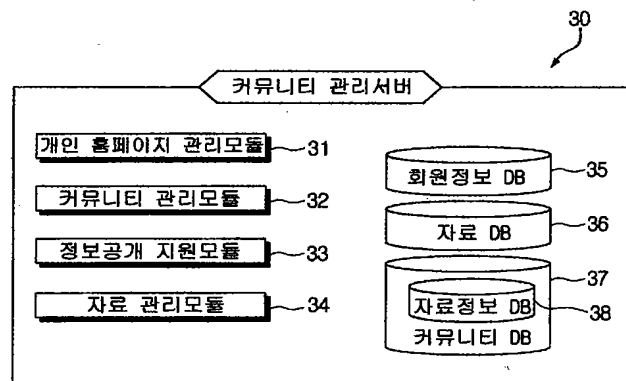 30
커뮤니티 관리서버
개인 홈페이지 관리모듈 31
커뮤니티 관리모듈 32
정보공개 지원모듈 33
자료 관리모듈 34
회원정보 DB 35
자료 DB 36
37
자료정보 DB 38
커뮤니티 DB